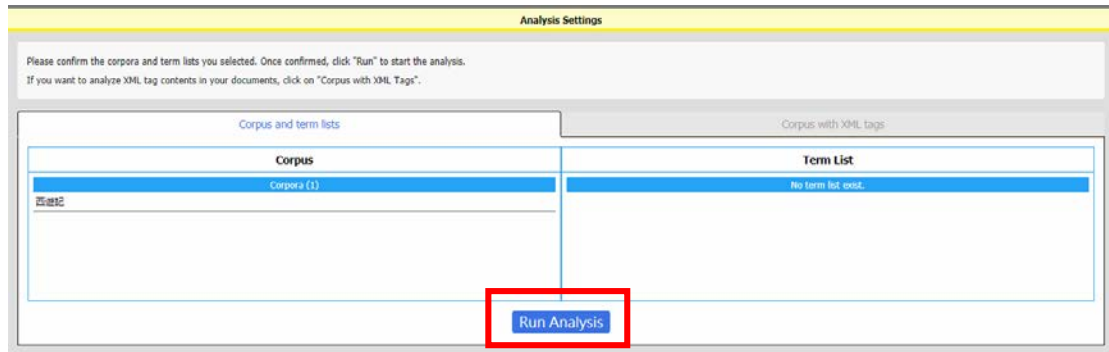 Analysis Settings
Please confirm the corpora and term lists you selected. Once confirmed, click "Run" to start the analysis.
If you want to analyze XML tag contents in your documents, click on "Corpus with XML Tags".
Corpus and term lists
Corpus with XML tags
Corpus
Term List
Corpora (1)
No term list exist.
西遊記
Run Analysis